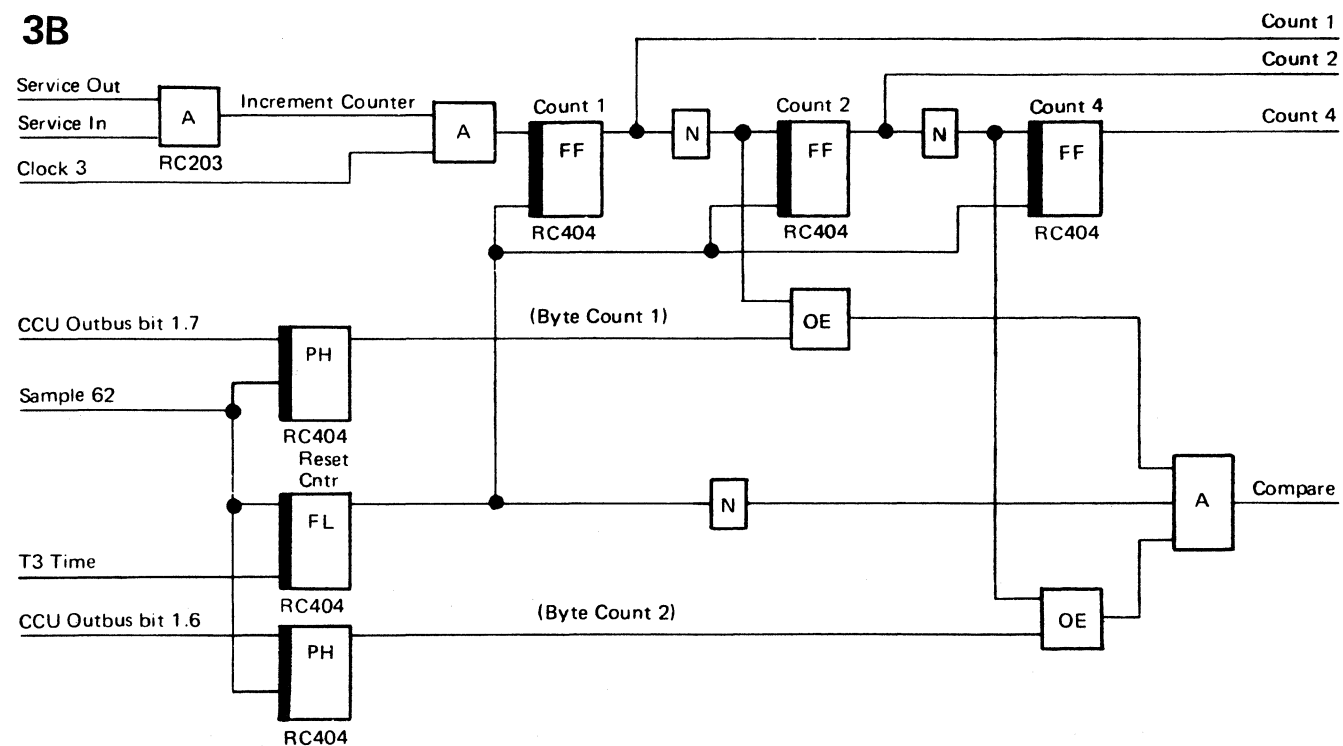 3B
Count 1
Count 2
Service Out
Increment Counter
Count 1
Count 2
Count 4
Count 4
A
A
N
N
Service In
FF
FF
FF
RC203
Clock 3
RC404
RC404
RC404
CCU Outbus bit 1.7
(Byte Count 1)
OE
PH
Sample 62
RC404
Reset
Cntr
FL
N
A
Compare
T3 Time
RC404
CCU Outbus bit 1.6
(Byte Count 2)
OE
PH
RC404